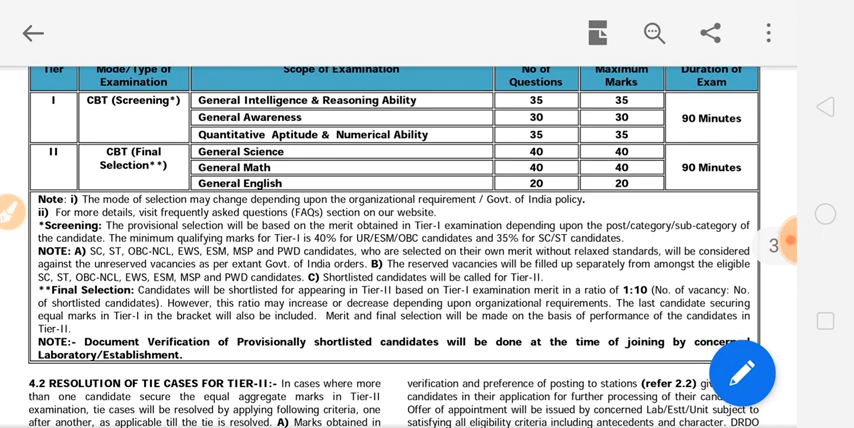 Tier Mode/Type of Examination Scope of Examination No of Questions Maximum Marks Duration of Exam
I CBT (Screening*) General Intelligence & Reasoning Ability 35 35 90 Minutes
General Awareness 30 30
Quantitative Aptitude & Numerical Ability 35 35
II CBT (Final Selection**) General Science 40 40 90 Minutes
General Math 40 40
General English 20 20
Note: i) The mode of selection may change depending upon the organizational requirement / Govt. of India policy.
ii) For more details, visit frequently asked questions (FAQs) section on our website.
*Screening: The provisional selection will be based on the merit obtained in Tier-I examination depending upon the post/category/sub-category of
the candidate. The minimum qualifying marks for Tier-I is 40% for UR/ESM/OBC candidates and 35% for SC/ST candidates.
NOTE: A) SC, ST, OBC-NCL, EWS, ESM, MSP and PWD candidates, who are selected on their own merit without relaxed standards, will be considered
against the unreserved vacancies as per extant Govt. of India orders. B) The reserved vacancies will be filled up separately from amongst the eligible
SC, ST, OBC-NCL, EWS, ESM, MSP and PWD candidates. C) Shortlisted candidates will be called for Tier-II.
**Final Selection: Candidates will be shortlisted for appearing in Tier-II based on Tier-I examination merit in a ratio of 1:10 (No. of vacancy: No.
of shortlisted candidates). However, this ratio may increase or decrease depending upon organizational requirements. The last candidate securing
equal marks in Tier-I in the bracket will also be included. Merit and final selection will be made on the basis of performance of the candidates in
Tier-II.
NOTE:- Document Verification of Provisionally shortlisted candidates will be done at the time of joining by concerned
Laboratory/Establishment.
3
4.2 RESOLUTION OF TIE CASES FOR TIER-II:- In cases where more
than one candidate secure the equal aggregate marks in Tier-II
examination, tie cases will be resolved by applying following criteria, one
after another, as applicable till the tie is resolved. A) Marks obtained in
verification and preference of posting to stations (refer 2.2)
candidates in their application for further processing of their
Offer of appointment will be issued by concerned Lab/Estt/Unit subject to
satisfying all eligibility criteria including antecedents and character. DRDO